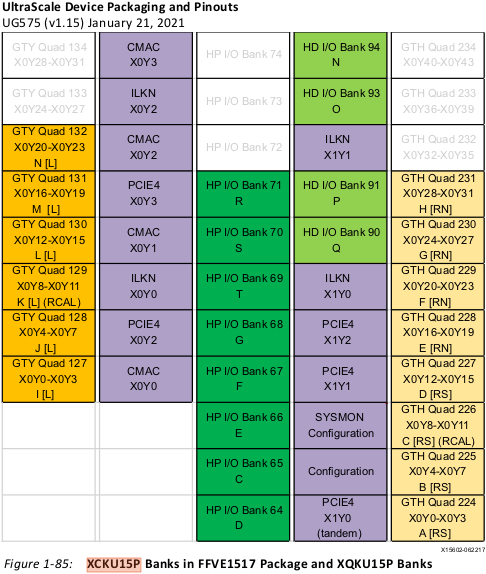 UltraScale Device Packaging and Pinouts
UG575 (v1.15) January 21, 2021
GTY Quad 134
X0Y28-X0Y31
CMAC
X0Y3
HP I/O Bank 74
HD I/O Bank 94
N
GTH Quad 234
X0Y40-X0Y43
GTY Quad 133
X0Y24-X0Y27
ILKN
X0Y2
HP I/O Bank 73
HD I/O Bank 93
O
GTH Quad 233
X0Y36-X0Y39
GTY Quad 132
X0Y20-X0Y23
N [L]
CMAC
X0Y2
HP I/O Bank 72
ILKN
X1Y1
GTH Quad 232
X0Y32-X0Y35
GTY Quad 131
X0Y16-X0Y19
M [L]
PCIE4
X0Y3
HP I/O Bank 71
R
HD I/O Bank 91
P
GTH Quad 231
X0Y28-X0Y31
H [RN]
GTY Quad 130
X0Y12-X0Y15
L [L]
CMAC
X0Y1
HP I/O Bank 70
S
HD I/O Bank 90
Q
GTH Quad 230
X0Y24-X0Y27
G [RN]
GTY Quad 129
X0Y8-X0Y11
K [L] (RCAL)
ILKN
X0Y0
HP I/O Bank 69
T
ILKN
X1Y0
GTH Quad 229
X0Y20-X0Y23
F [RN]
GTY Quad 128
X0Y4-X0Y7
J [L]
PCIE4
X0Y2
HP I/O Bank 68
G
PCIE4
X1Y2
GTH Quad 228
X0Y16-X0Y19
E [RN]
GTY Quad 127
X0Y0-X0Y3
I [L]
CMAC
X0Y0
HP I/O Bank 67
F
PCIE4
X1Y1
GTH Quad 227
X0Y12-X0Y15
D [RS]
HP I/O Bank 66
E
SYSMON
Configuration
GTH Quad 226
X0Y8-X0Y11
C [RS] (RCAL)
HP I/O Bank 65
C
Configuration
GTH Quad 225
X0Y4-X0Y7
B [RS]
HP I/O Bank 64
D
PCIE4
X1Y0
(tandem)
GTH Quad 224
X0Y0-X0Y3
A [RS]
X15602-062217
Figure 1-85: XCKU15P Banks in FFVE1517 Package and XQKU15P Banks